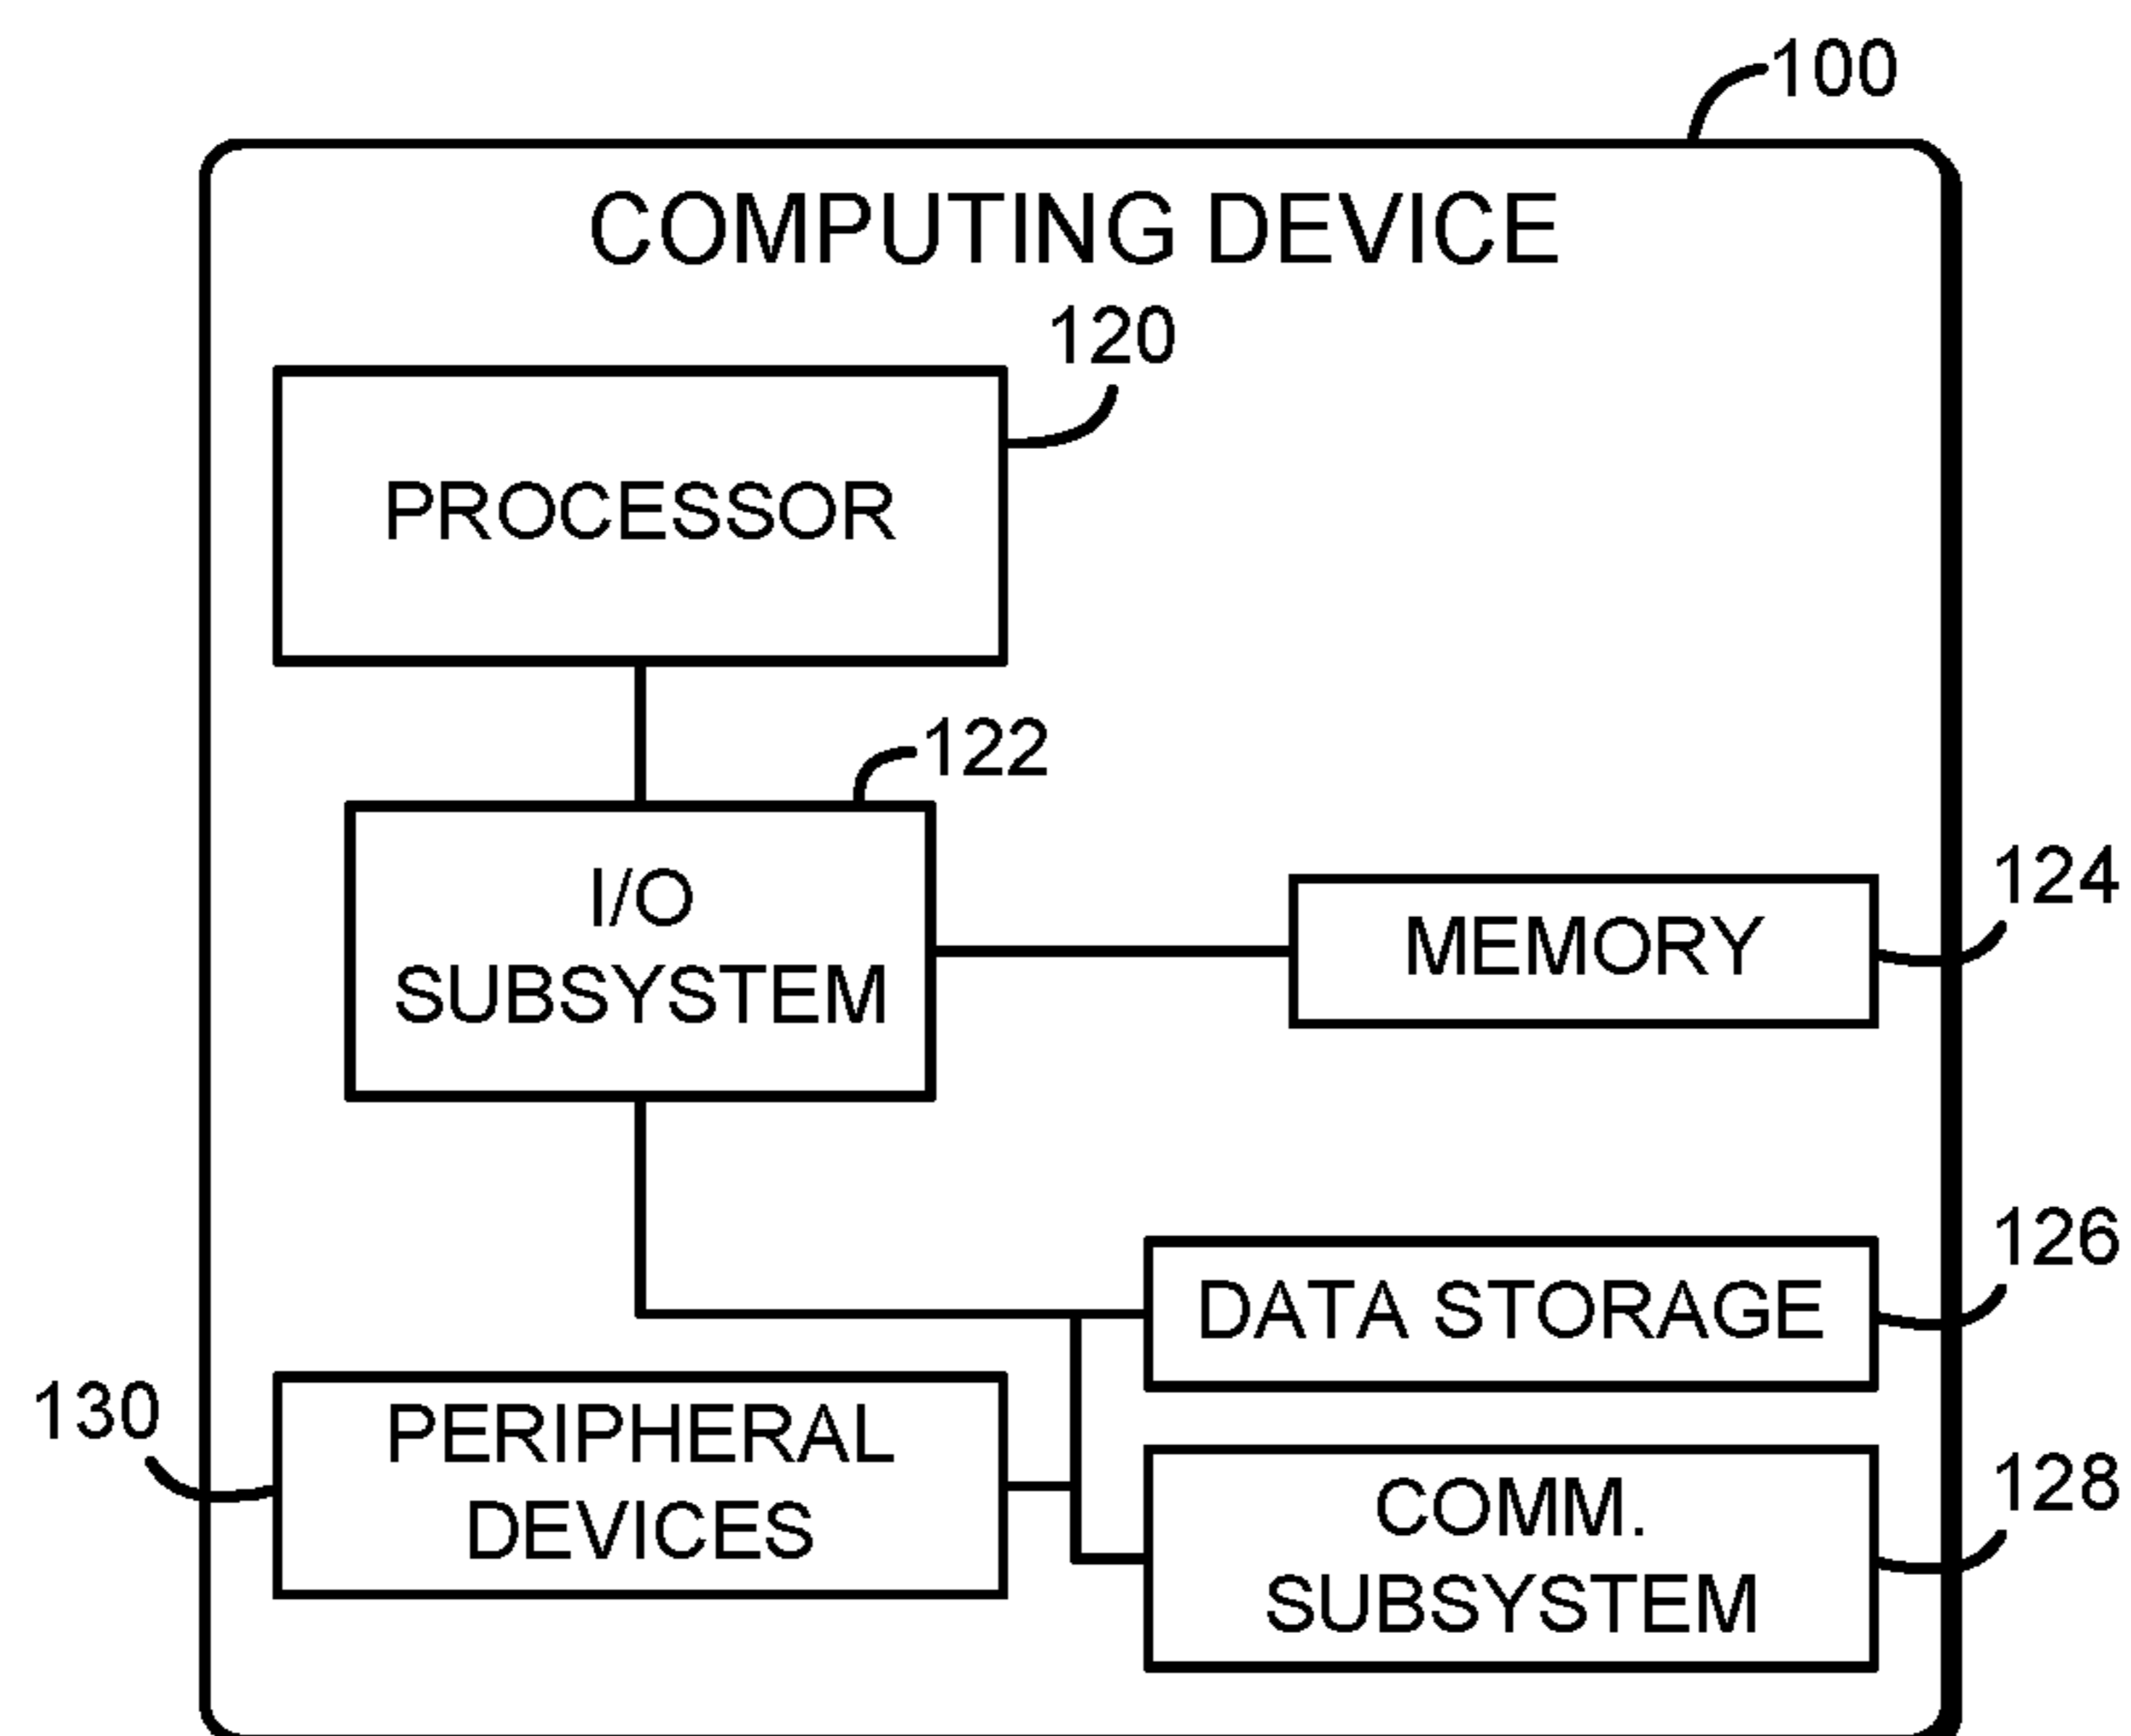 100
COMPUTING DEVICE
120
PROCESSOR
122
I/O
SUBSYSTEM
124
MEMORY
126
DATA STORAGE
130
PERIPHERAL
DEVICES
128
COMM.
SUBSYSTEM